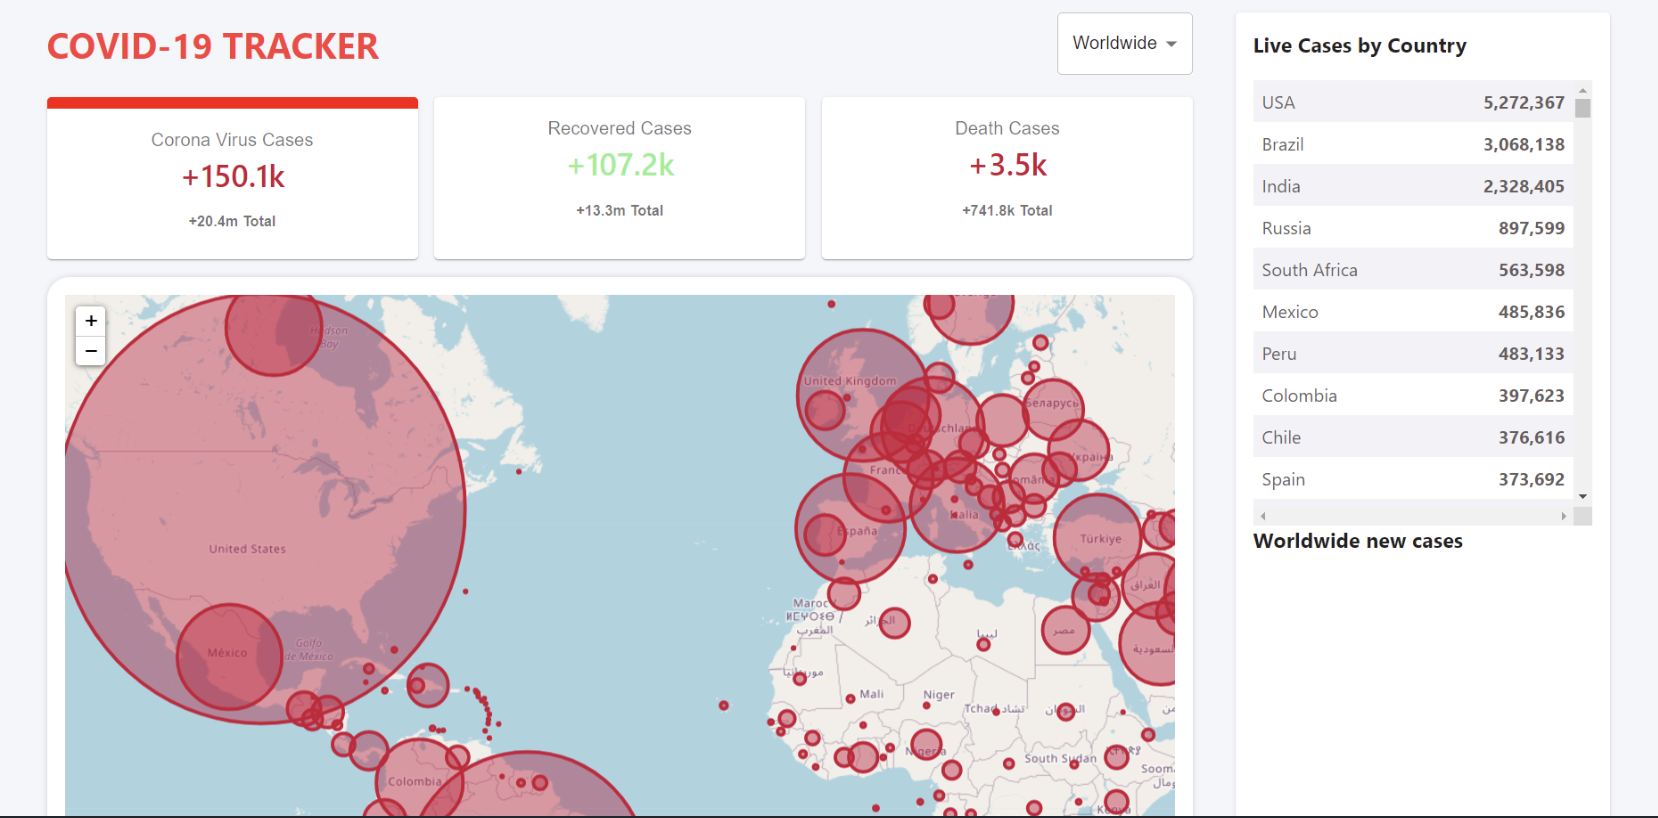 COVID-19 TRACKER
Worldwide
Corona Virus Cases
+150.1k
+20.4m Total
Recovered Cases
+107.2k
+13.3m Total
Death Cases
+3.5k
+741.8k Total
+
−
Hudson
Bay
United States
México
Golfo
de México
Colombia
United Kingdom
Беларусь
Deutschland
Україна
France
România
Italia
España
Ελλάς
Türkiye
العراق
Maroc
ⵍⵎⵖⵔⵉⴱ /
المغرب
الجزائر
ليبيا
مصر
السعودية
موريتانيا
Mali
Niger
Tchad تشاد
السودان
Nigeria
South Sudan
Kenya
Live Cases by Country
USA 5,272,367
Brazil 3,068,138
India 2,328,405
Russia 897,599
South Africa 563,598
Mexico 485,836
Peru 483,133
Colombia 397,623
Chile 376,616
Spain 373,692
Worldwide new cases